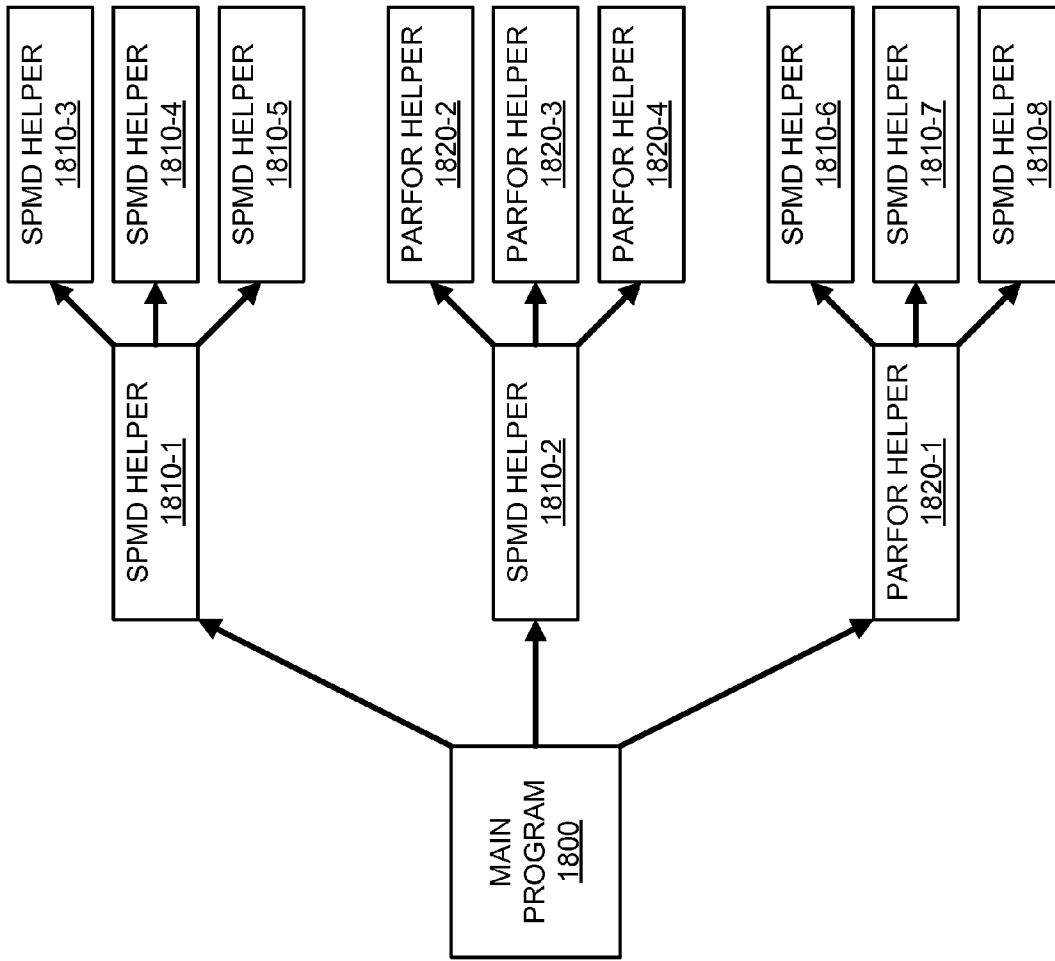 MAIN
PROGRAM
1800
SPMD HELPER
1810-1
SPMD HELPER
1810-2
PARFOR HELPER
1820-1
SPMD HELPER
1810-3
SPMD HELPER
1810-4
SPMD HELPER
1810-5
PARFOR HELPER
1820-2
PARFOR HELPER
1820-3
PARFOR HELPER
1820-4
SPMD HELPER
1810-6
SPMD HELPER
1810-7
SPMD HELPER
1810-8